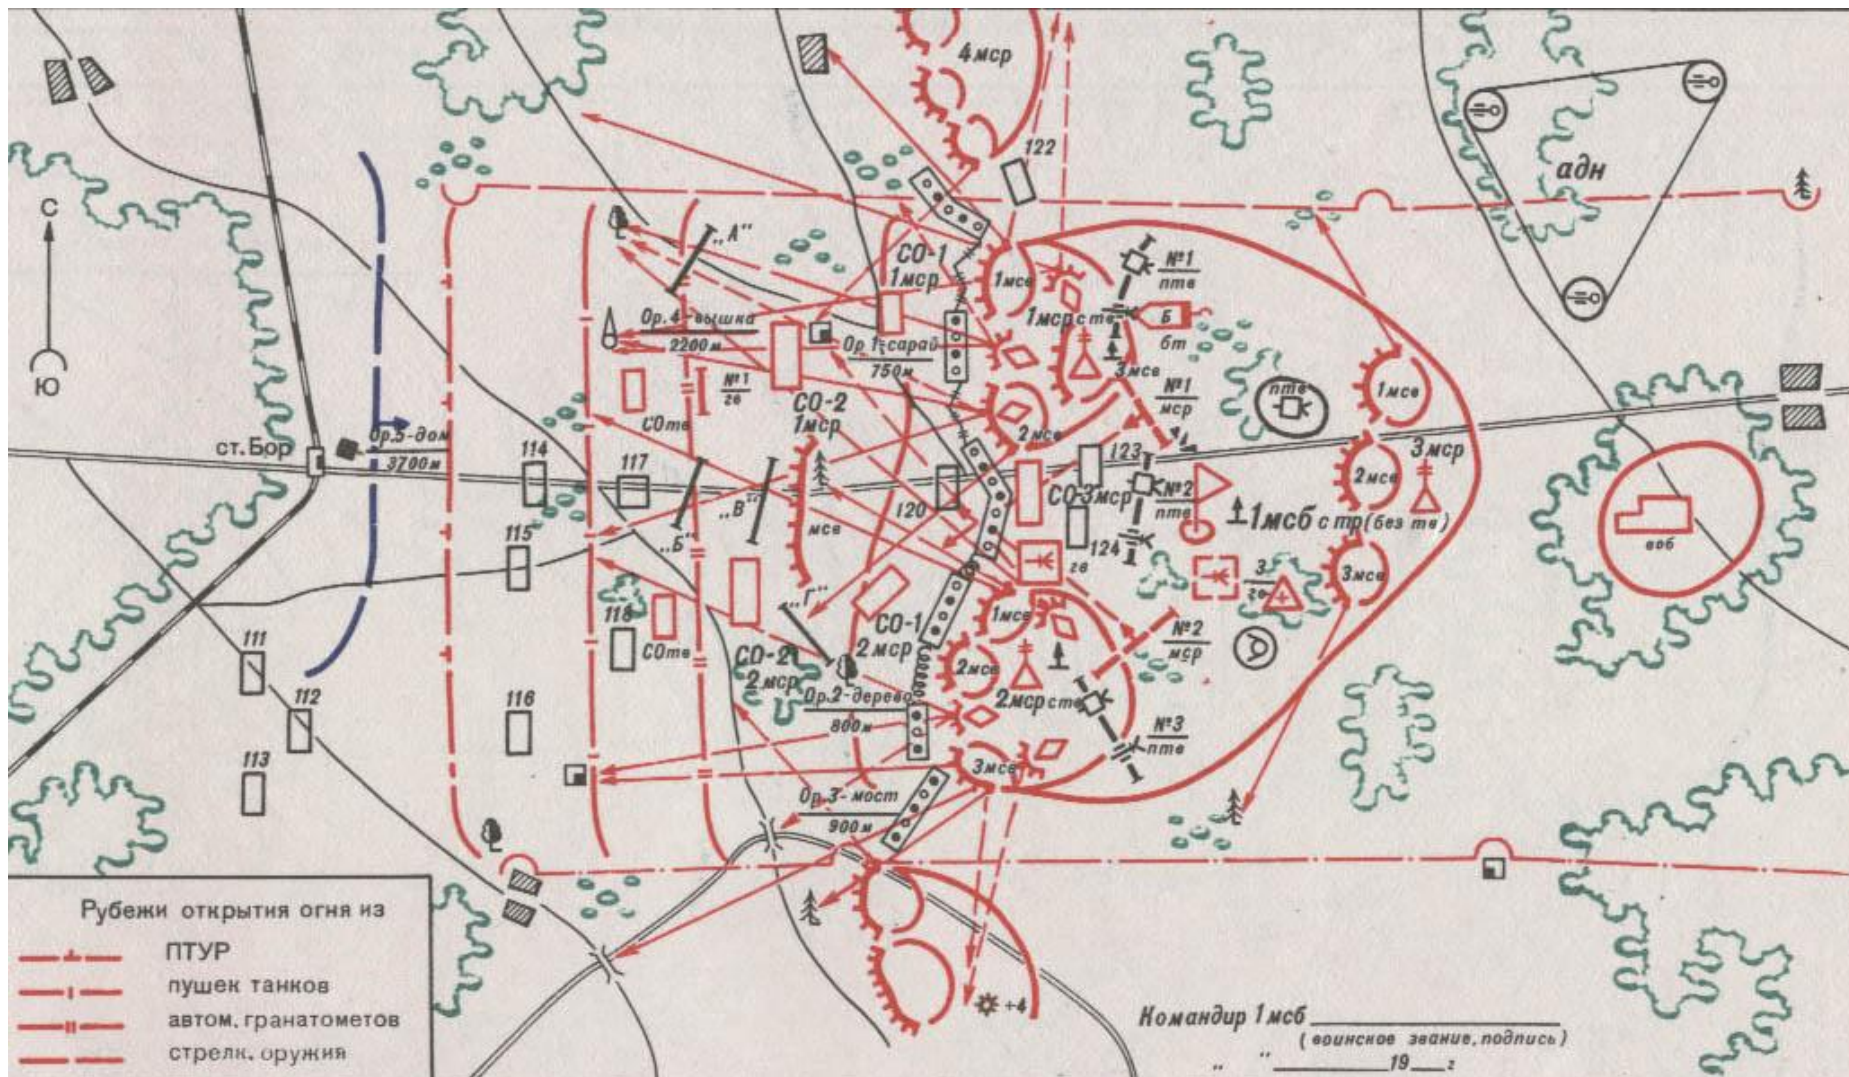 4 мср
122
адн
С
„А"
СО-1
1мср
1мсв
№1
птв
1мср с тв
Б
бт
Ор.4-вышка
2200м
Ор.1-сарай
750м
3мсв
Ю
№1
гв
СО-2
1мср
№1
мср
птв
1мсв
СОтв
2мсв
ст. Бор
Ор.5-дом
3700м
114
117
„В"
120
СО-3мср
123
№2
птв
2мсв
3мср
1мсб с тр (без тв)
мсв
„Б"
115
124
гв
3
воб
3мсв
„Г"
118
СОтв
СО-1
2мср
1мсв
№2
мср
111
СО-2
2мср
2мсв
112
116
Ор.2-дерево
800м
2мср с тв
№3
птв
113
3мсв
Ор.3-мост
900м
+4
Рубежи открытия огня из
ПТУР
пушек танков
автом. гранатометов
стрелк. оружия
Командир 1мсб
(воинское звание, подпись)
„ " 19 г